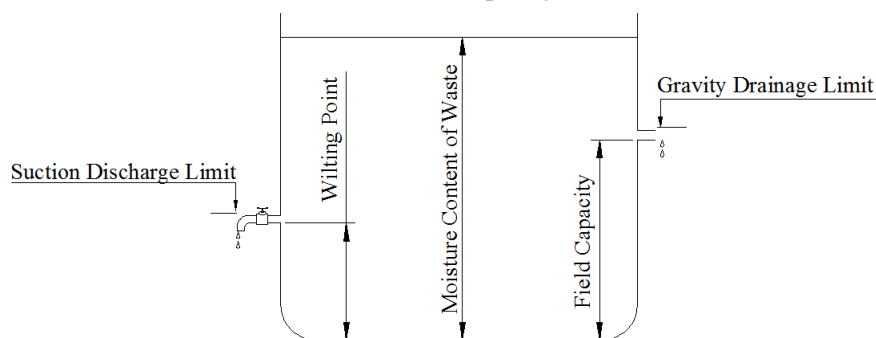 Gravity Drainage Limit
Wilting Point
Moisture Content of Waste
Suction Discharge Limit
Field Capacity